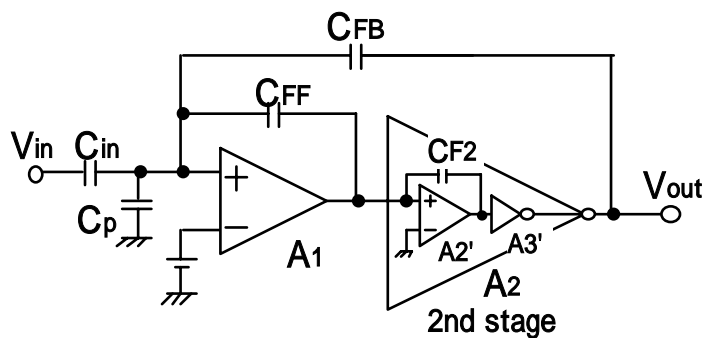 CFB
CFF
Vin
Cin
CF2
Vout
+
+
Cp
−
−
A2'
A3'
A1
A2
2nd stage